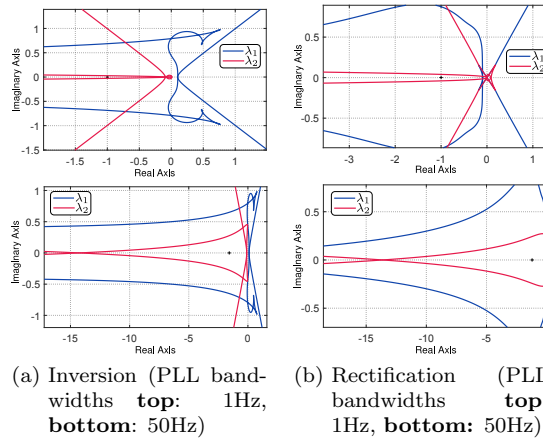 1.5
1
0.5
0
-0.5
-1
-1.5
Imaginary Axis
-1.5 -1 -0.5 0 0.5 1
Real Axis
λ1
λ2
0.5
0
-0.5
Imaginary Axis
-3 -2 -1 0 1
Real Axis
λ1
λ2
1
0.5
0
-0.5
-1
Imaginary Axis
-15 -10 -5 0
Real Axis
λ1
λ2
0.5
0
-0.5
Imaginary Axis
-15 -10 -5
Real Axis
λ1
λ2
(a) Inversion (PLL band-
widths top: 1Hz,
bottom: 50Hz)
(b) Rectification (PLL
bandwidths top
1Hz, bottom: 50Hz)